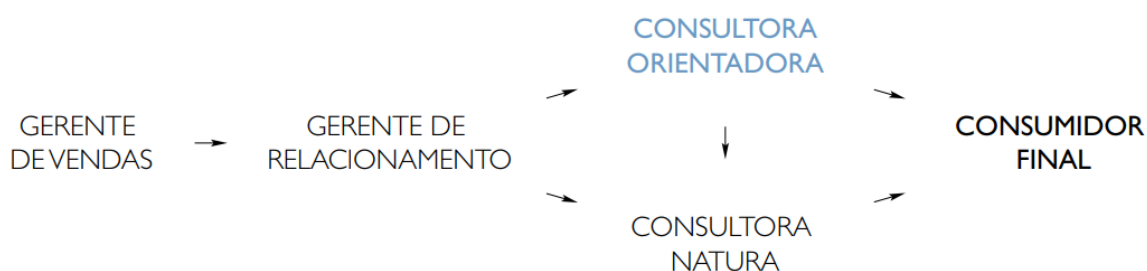 GERENTE
DE VENDAS
GERENTE DE
RELACIONAMENTO
CONSULTORA
ORIENTADORA
CONSULTORA
NATURA
CONSUMIDOR
FINAL